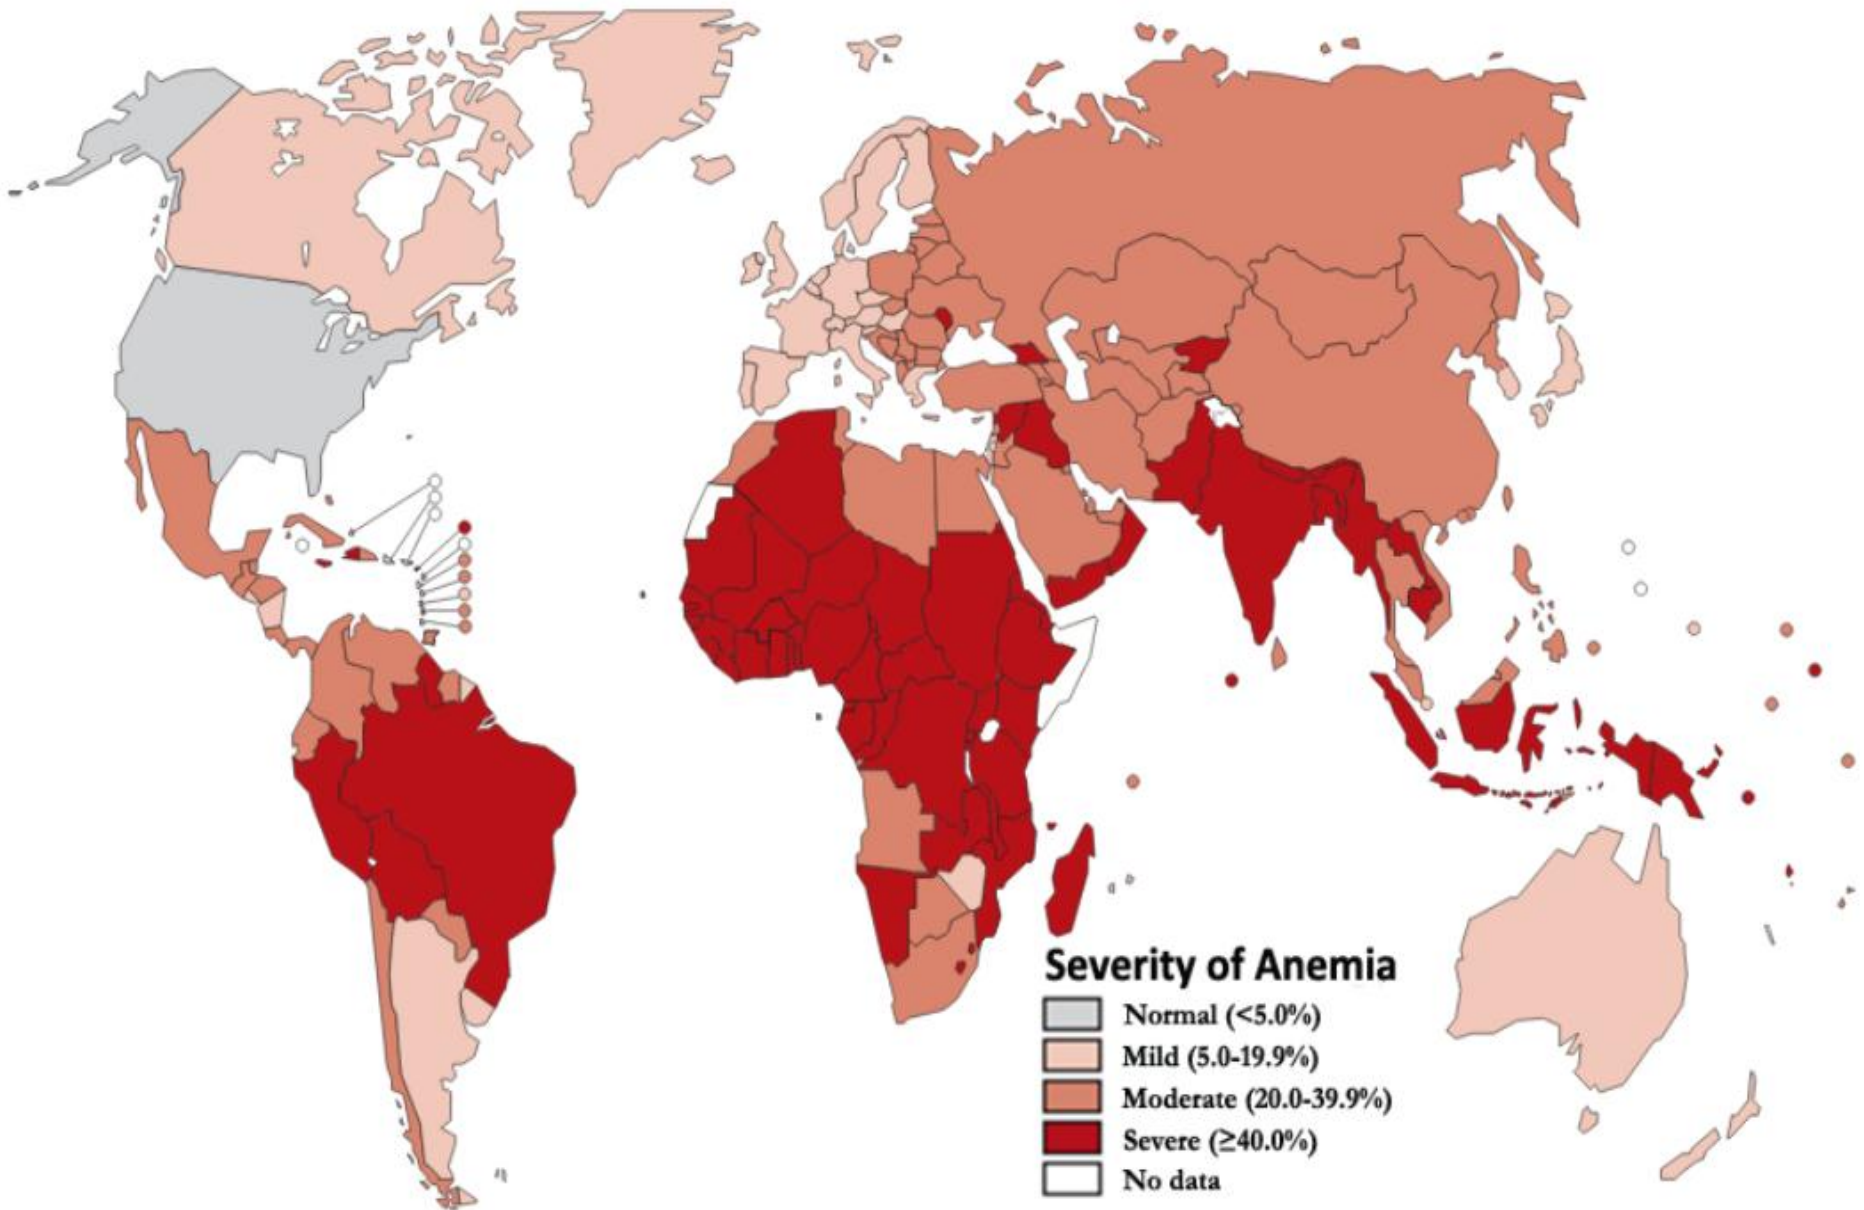 Severity of Anemia
Normal (<5.0%)
Mild (5.0-19.9%)
Moderate (20.0-39.9%)
Severe (≥40.0%)
No data